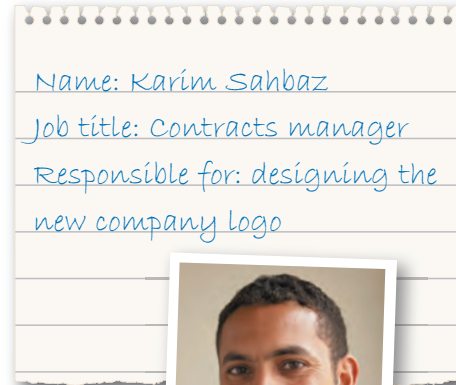 Name: Karim Sahbaz
Job title: Contracts manager
Responsible for: designing the
new company logo